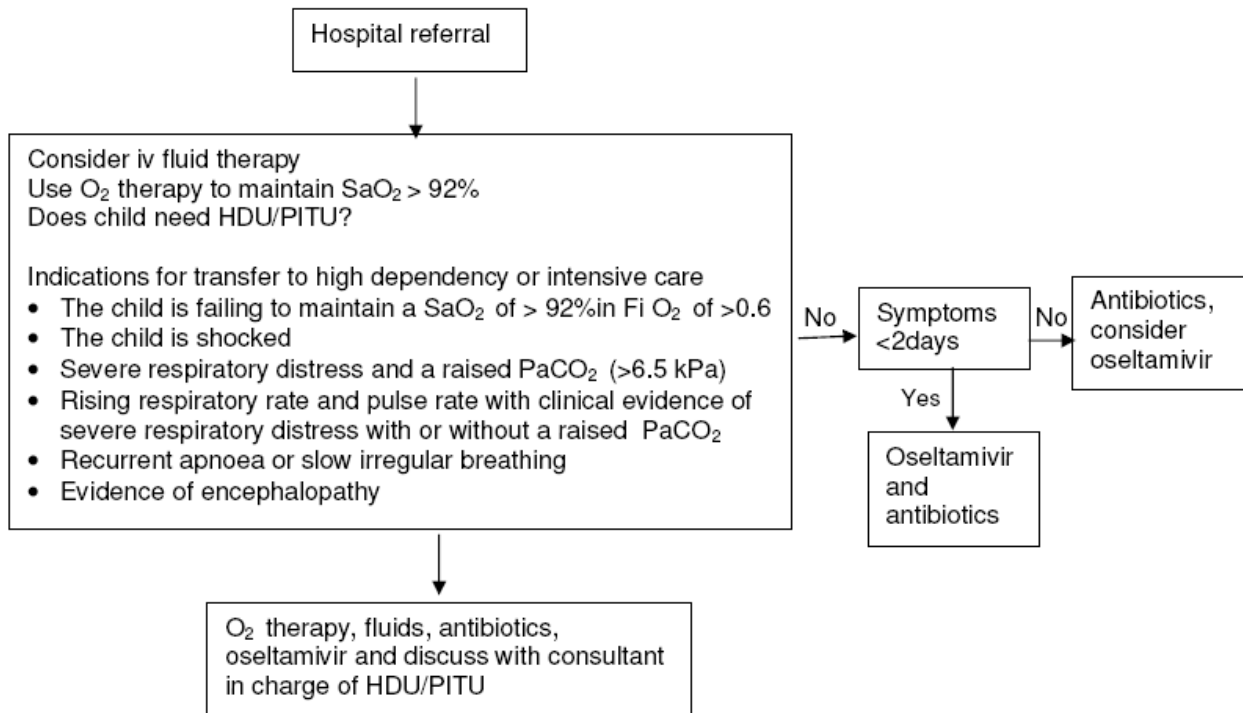 Hospital referral
Consider iv fluid therapy
Use O₂ therapy to maintain SaO₂ > 92%
Does child need HDU/PITU?
Indications for transfer to high dependency or intensive care
• The child is failing to maintain a SaO₂ of > 92%in Fi O₂ of >0.6
• The child is shocked
• Severe respiratory distress and a raised PaCO₂ (>6.5 kPa)
• Rising respiratory rate and pulse rate with clinical evidence of
severe respiratory distress with or without a raised PaCO₂
• Recurrent apnoea or slow irregular breathing
• Evidence of encephalopathy
No
Symptoms
<2days
No
Antibiotics,
consider
oseltamivir
Yes
Oseltamivir
and
antibiotics
O₂ therapy, fluids, antibiotics,
oseltamivir and discuss with consultant
in charge of HDU/PITU